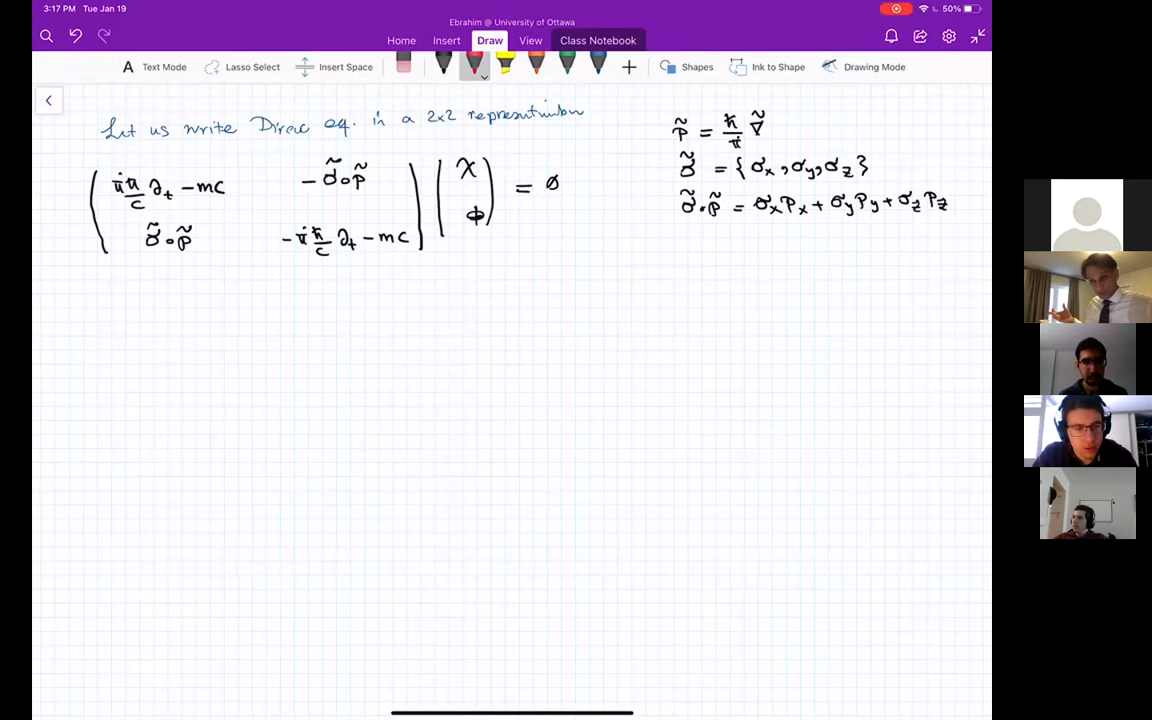 3:17 PM Tue Jan 19
50%
Ebrahim @ University of Ottawa
Home Insert Draw View Class Notebook
A Text Mode Lasso Select Insert Space Shapes Ink to Shape Drawing Mode
Let us write Dirac eq. in a 2x2 representation
( iħ/c ∂t - mc   - σ̃∘p̃ ) ( χ ) = 0
( σ̃∘p̃   - iħ/c ∂t - mc ) ( ϕ )
p̃ = ħ/i ∇̃
σ̃ = {σx, σy, σz}
σ̃·p̃ = σxPx + σyPy + σzPz